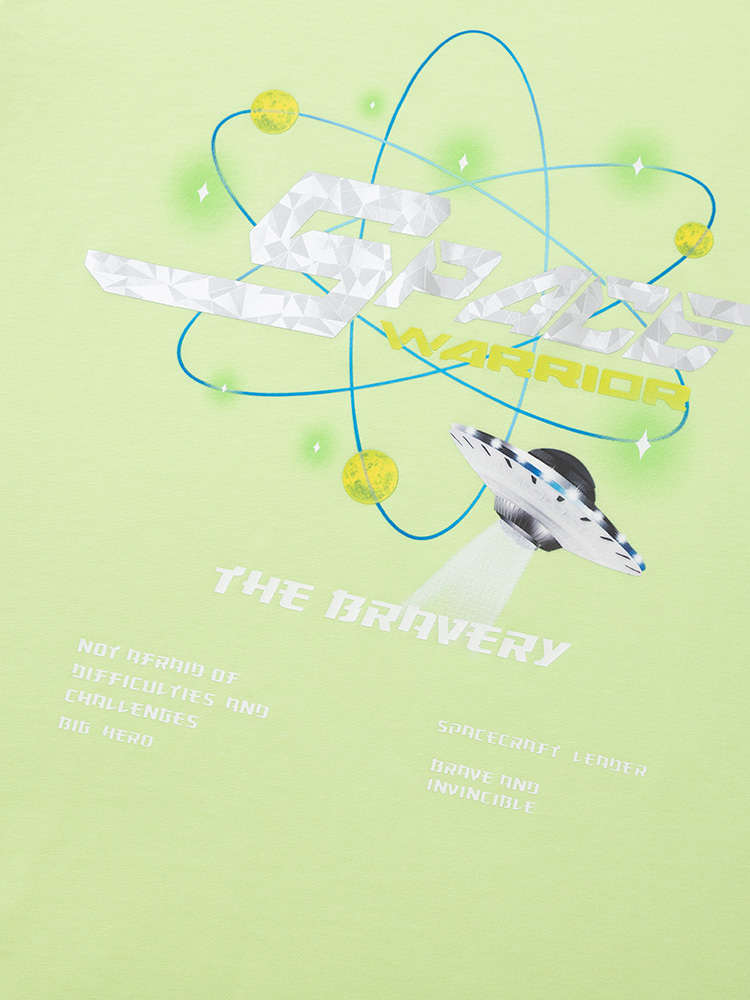 SPACE
WARRIOR
THE BRAVERY
NOT AFRAID OF
DIFFICULTIES AND
CHALLENGES
BIG HERO
SPACECRAFT LEADER
BRAVE AND
INVINCIBLE